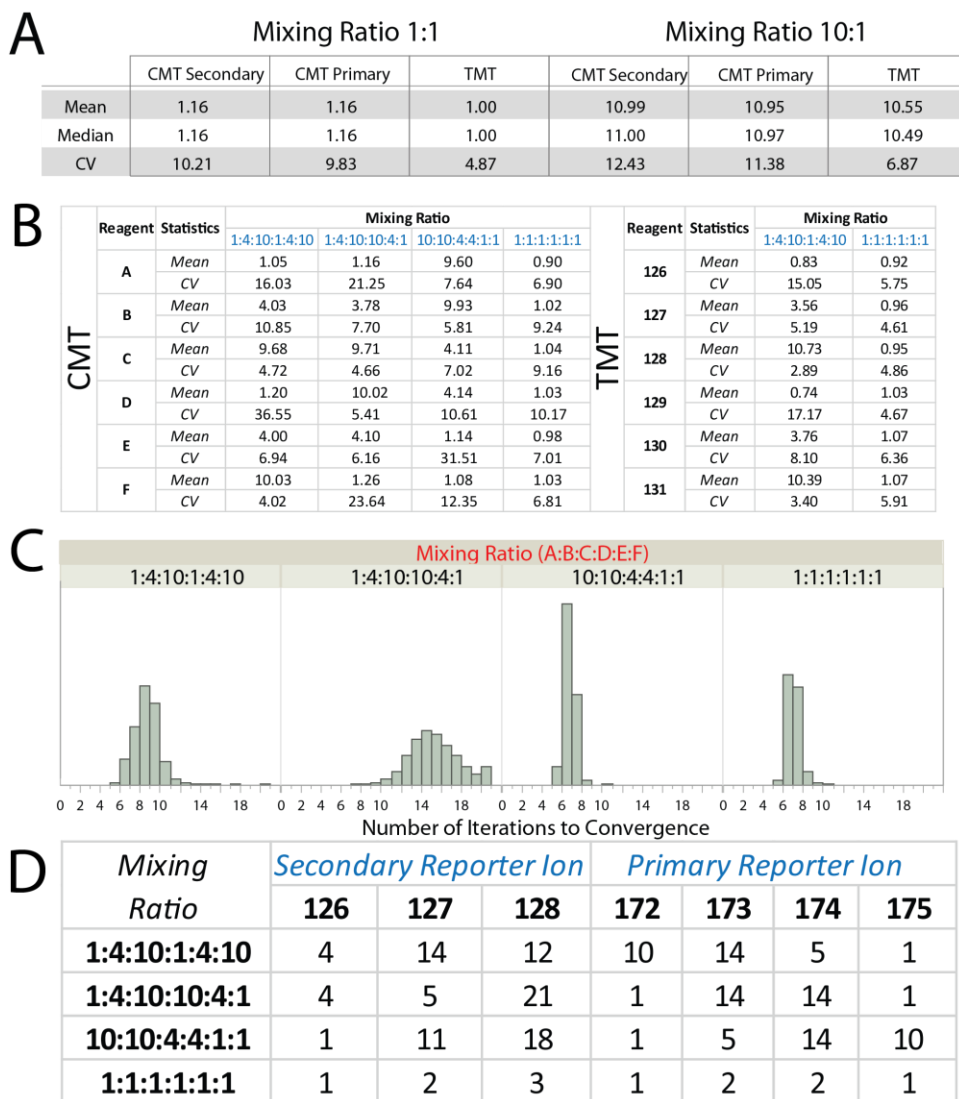 A
Mixing Ratio 1:1 Mixing Ratio 10:1
CMT Secondary CMT Primary TMT CMT Secondary CMT Primary TMT
Mean 1.16 1.16 1.00 10.99 10.95 10.55
Median 1.16 1.16 1.00 11.00 10.97 10.49
CV 10.21 9.83 4.87 12.43 11.38 6.87
B
CMT
Reagent Statistics Mixing Ratio
1:4:10:1:4:10 1:4:10:10:4:1 10:10:4:4:1:1 1:1:1:1:1:1
A Mean 1.05 1.16 9.60 0.90
CV 16.03 21.25 7.64 6.90
B Mean 4.03 3.78 9.93 1.02
CV 10.85 7.70 5.81 9.24
C Mean 9.68 9.71 4.11 1.04
CV 4.72 4.66 7.02 9.16
D Mean 1.20 10.02 4.14 1.03
CV 36.55 5.41 10.61 10.17
E Mean 4.00 4.10 1.14 0.98
CV 6.94 6.16 31.51 7.01
F Mean 10.03 1.26 1.08 1.03
CV 4.02 23.64 12.35 6.81
TMT
Reagent Statistics Mixing Ratio
1:4:10:1:4:10 1:1:1:1:1:1
126 Mean 0.83 0.92
CV 15.05 5.75
127 Mean 3.56 0.96
CV 5.19 4.61
128 Mean 10.73 0.95
CV 2.89 4.86
129 Mean 0.74 1.03
CV 17.17 4.67
130 Mean 3.76 1.07
CV 8.10 6.36
131 Mean 10.39 1.07
CV 3.40 5.91
C
Mixing Ratio (A:B:C:D:E:F)
1:4:10:1:4:10 1:4:10:10:4:1 10:10:4:4:1:1 1:1:1:1:1:1
0 2 4 6 8 10 14 18 0 2 4 6 8 10 14 18 0 2 4 6 8 10 14 18 0 2 4 6 8 10 14 18
Number of Iterations to Convergence
D
Mixing Ratio Secondary Reporter Ion Primary Reporter Ion
126 127 128 172 173 174 175
1:4:10:1:4:10 4 14 12 10 14 5 1
1:4:10:10:4:1 4 5 21 1 14 14 1
10:10:4:4:1:1 1 11 18 1 5 14 10
1:1:1:1:1:1 1 2 3 1 2 2 1